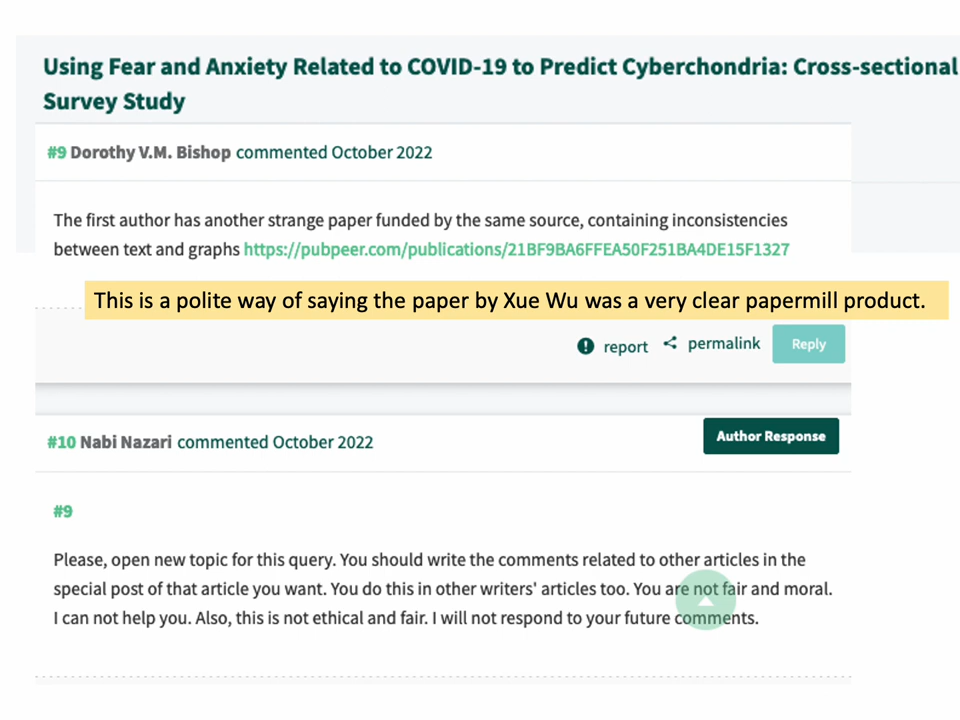 Using Fear and Anxiety Related to COVID-19 to Predict Cyberchondria: Cross-sectional
Survey Study
#9 Dorothy V.M. Bishop commented October 2022
The first author has another strange paper funded by the same source, containing inconsistencies
between text and graphs https://pubpeer.com/publications/21BF9BA6FFEA50F251BA4DE15F1327
This is a polite way of saying the paper by Xue Wu was a very clear papermill product.
report permalink Reply
#10 Nabi Nazari commented October 2022 Author Response
#9
Please, open new topic for this query. You should write the comments related to other articles in the
special post of that article you want. You do this in other writers' articles too. You are not fair and moral.
I can not help you. Also, this is not ethical and fair. I will not respond to your future comments.